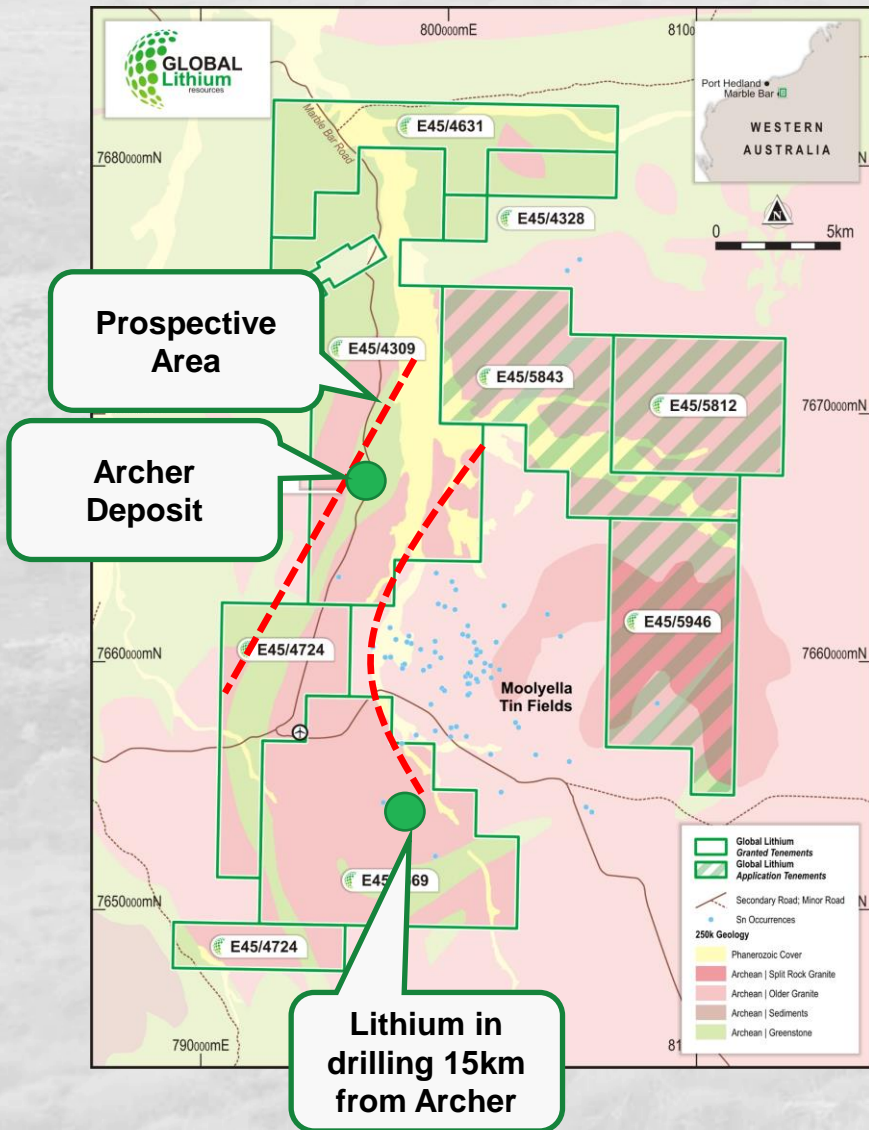 800000mE
810
GLOBAL
Lithium
resources
Marble Bar Road
E45/4631
Port Hedland
Marble Bar
WESTERN
AUSTRALIA
7680000mN
E45/4328
N
0 5km
Prospective
Area
E45/4309
E45/5843
E45/5812
7670000mN
Archer
Deposit
E45/4724
E45/5946
7660000mN
7660000mN
Moolyella
Tin Fields
E45/
69
7650000mN
E45/4724
Lithium in
drilling 15km
from Archer
790000mE
81
Global Lithium
Granted Tenements
Global Lithium
Application Tenements
Secondary Road; Minor Road
Sn Occurrences
250k Geology
Phanerozoic Cover
Archean | Split Rock Granite
Archean | Older Granite
Archean | Sediments
Archean | Greenstone